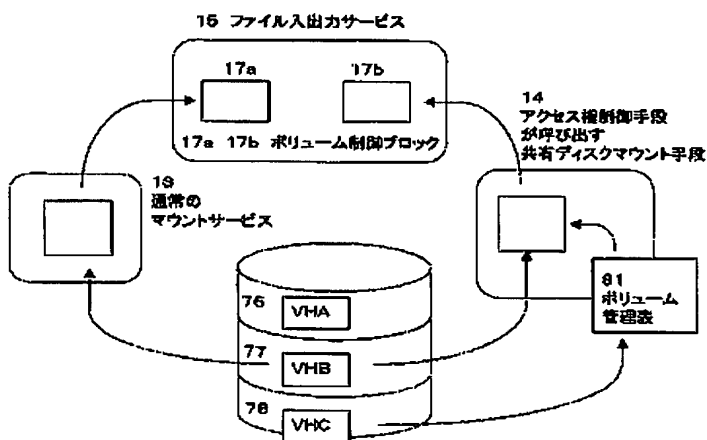 15 ファイル入出力サービス
17a
17b
17a 17b ボリューム制御ブロック
14
アクセス権制御手段
が呼び出す
共有ディスクマウント手段
13
通常の
マウントサービス
81
ボリューム
管理表
76
VHA
77
VHB
78
VHC